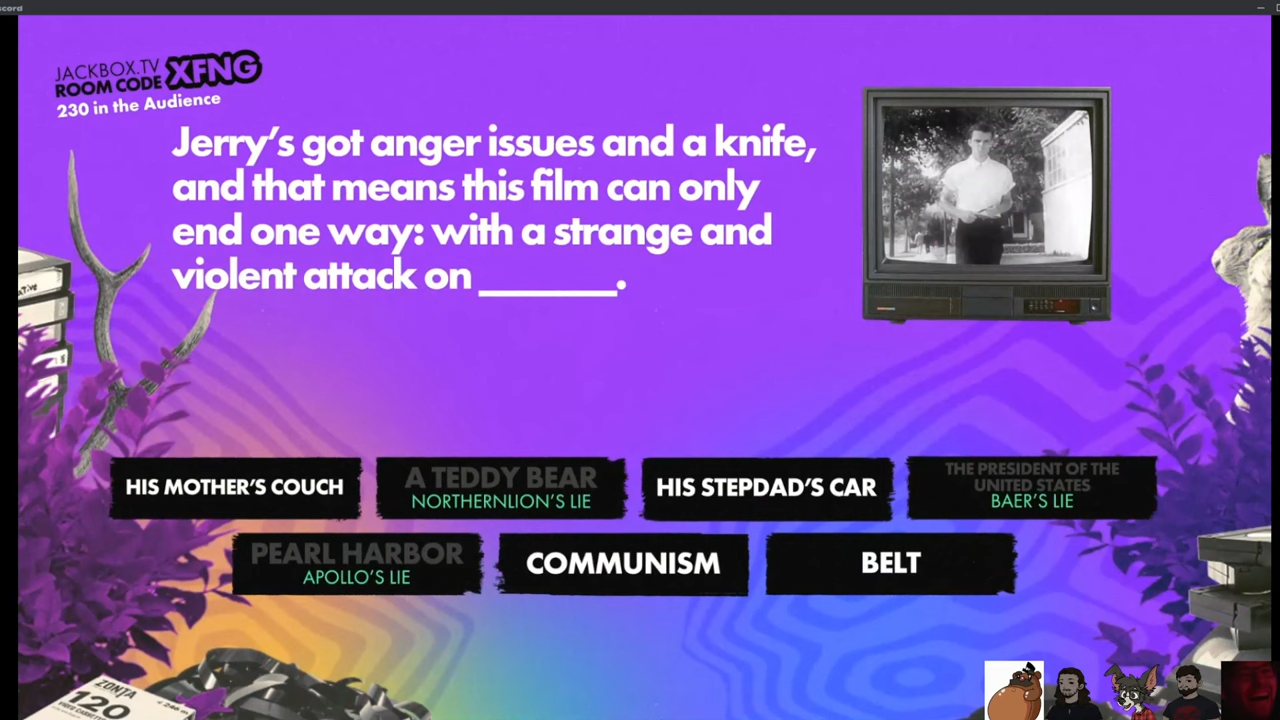 scord
JACKBOX.TV
ROOM CODE XFNG
230 in the Audience
Jerry's got anger issues and a knife,
and that means this film can only
end one way: with a strange and
violent attack on ______.
HIS MOTHER'S COUCH
A TEDDY BEAR
NORTHERNLION'S LIE
HIS STEPDAD'S CAR
THE PRESIDENT OF THE
UNITED STATES
BAER'S LIE
PEARL HARBOR
APOLLO'S LIE
COMMUNISM
BELT
ZONTA
120